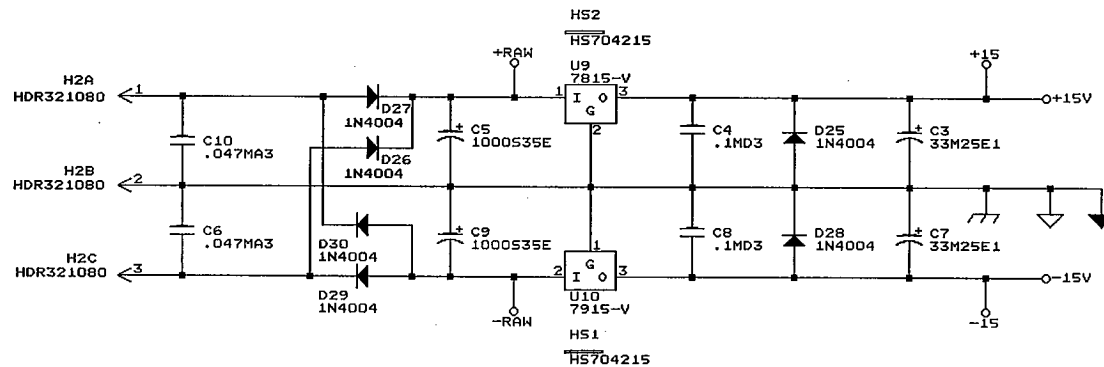 HS2
HS704215
+RAW
+15
H2A
HDR321080
1
U9
7815-V
1 I O 3
G
2
+15V
D27
1N4004
C10
.047MA3
D26
1N4004
+
C5
1000S35E
C4
.1MD3
D25
1N4004
+
C3
33M25E1
H2B
HDR321080
2
C6
.047MA3
D30
1N4004
+
C9
1000S35E
C8
.1MD3
D28
1N4004
+
C7
33M25E1
H2C
HDR321080
3
1
G
2 I O 3
-15V
D29
1N4004
U10
7915-V
-RAW
-15
HS1
HS704215